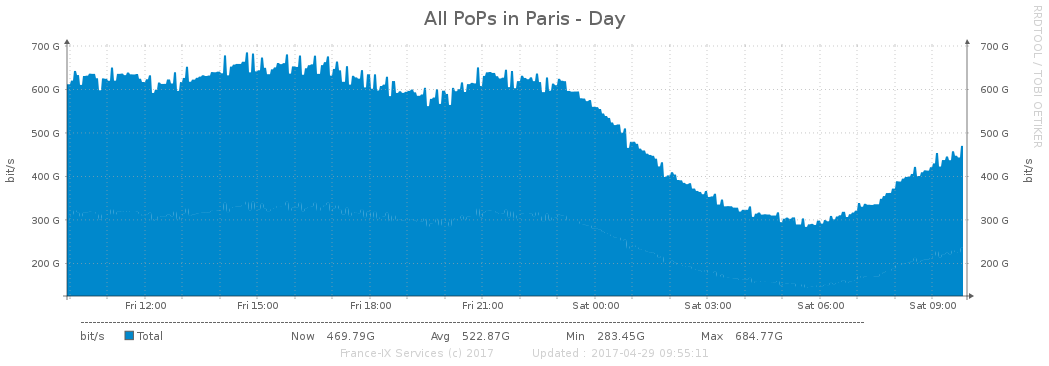 All PoPs in Paris - Day
RRDTOOL / TOBI OETIKER
700 G 700 G
600 G 600 G
500 G 500 G
400 G 400 G
300 G 300 G
200 G 200 G
bit/s bit/s
Fri 12:00 Fri 15:00 Fri 18:00 Fri 21:00 Sat 00:00 Sat 03:00 Sat 06:00 Sat 09:00
bit/s Total Now 469.79G Avg 522.87G Min 283.45G Max 684.77G
France-IX Services (c) 2017 Updated : 2017-04-29 09:55:11